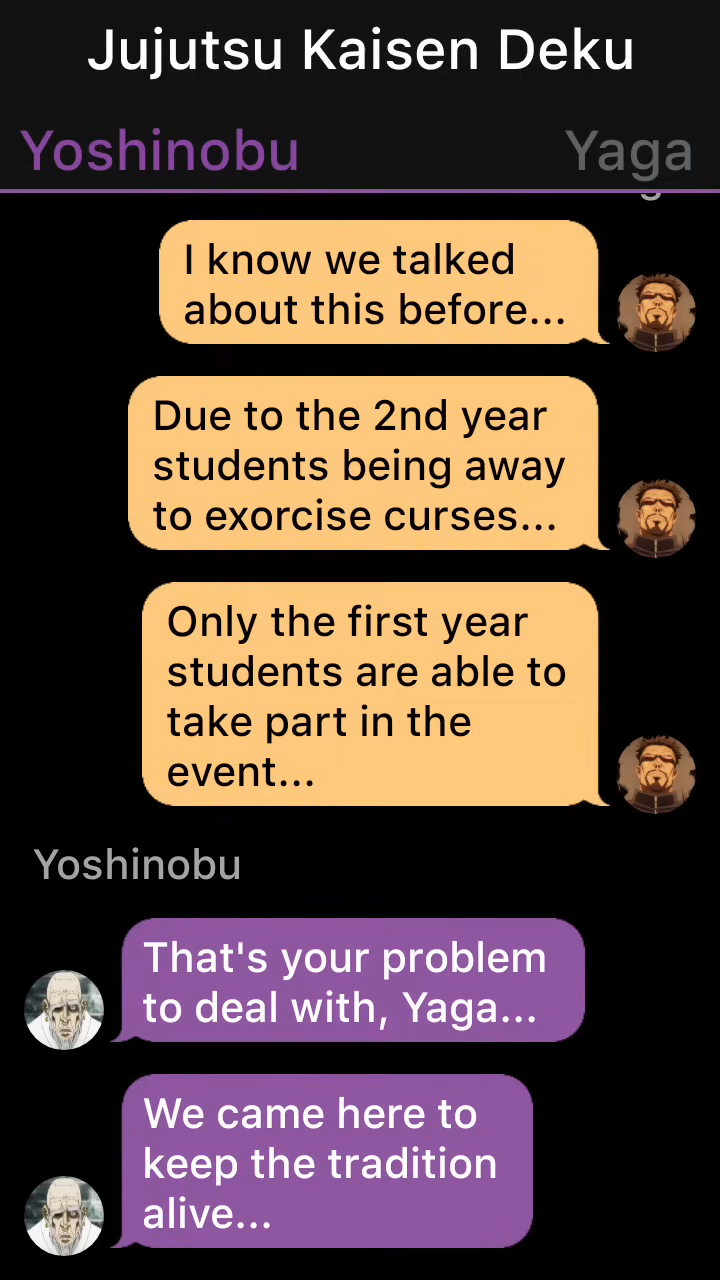 Jujutsu Kaisen Deku
Yoshinobu
Yaga
I know we talked
about this before...
Due to the 2nd year
students being away
to exorcise curses...
Only the first year
students are able to
take part in the
event...
Yoshinobu
That's your problem
to deal with, Yaga...
We came here to
keep the tradition
alive...